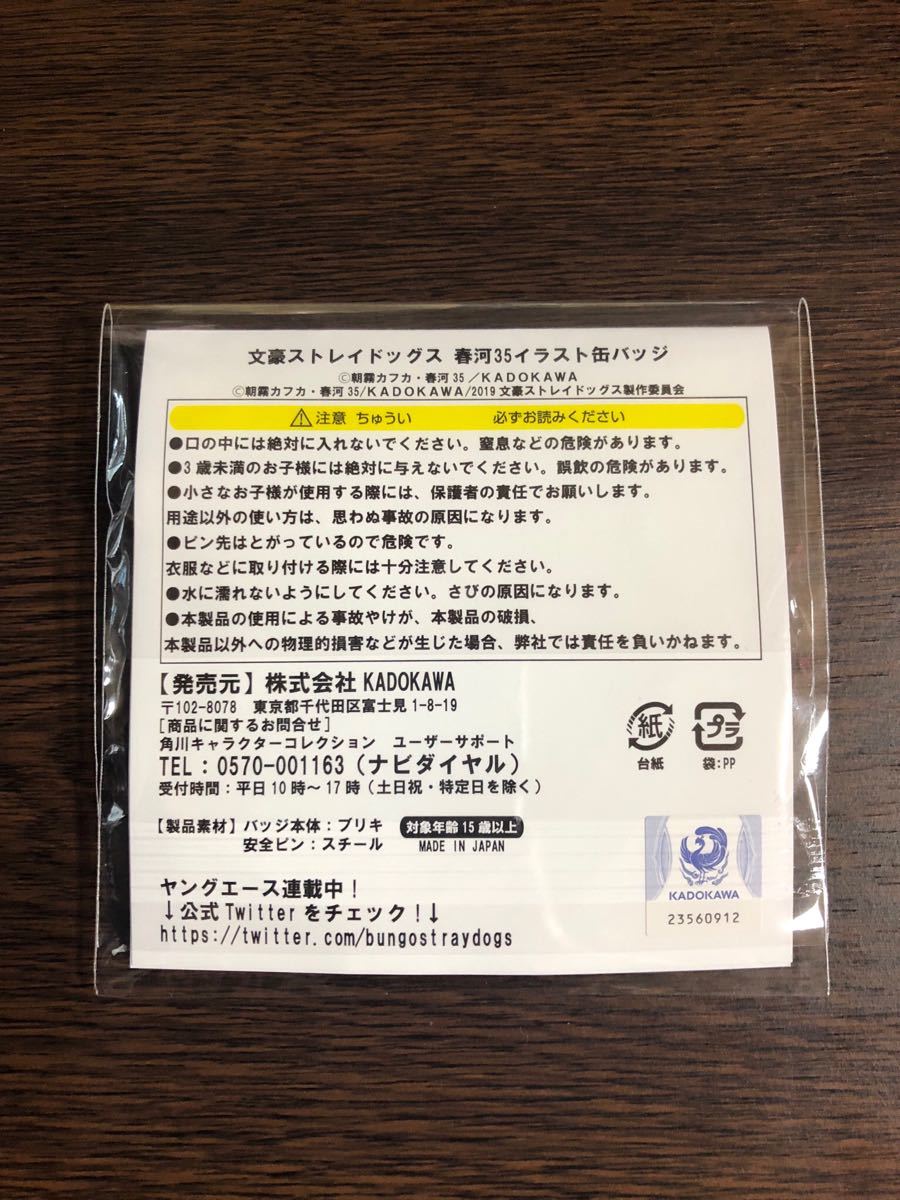 文豪ストレイドッグス 春河35イラスト缶バッジ
©朝霧カフカ・春河35／KADOKAWA
©朝霧カフカ・春河35/KADOKAWA/2019文豪ストレイドッグス製作委員会
⚠注意 ちゅうい 必ずお読みください
●口の中には絶対に入れないでください。窒息などの危険があります。
●3歳未満のお子様には絶対に与えないでください。誤飲の危険があります。
●小さなお子様が使用する際には、保護者の責任でお願いします。
用途以外の使い方は、思わぬ事故の原因になります。
●ピン先はとがっているので危険です。
衣服などに取り付ける際には十分注意してください。
●水に濡れないようにしてください。さびの原因になります。
●本製品の使用による事故やけが、本製品の破損、
本製品以外への物理的損害などが生じた場合、弊社では責任を負いかねます。
【発売元】株式会社KADOKAWA
〒102-8078 東京都千代田区富士見1-8-19
[商品に関するお問合せ]
角川キャラクターコレクション ユーザーサポート
TEL：0570-001163（ナビダイヤル）
受付時間：平日10時～17時（土日祝・特定日を除く）
紙 プラ
台紙 袋：PP
【製品素材】バッジ本体：ブリキ 対象年齢15歳以上
安全ピン：スチール MADE IN JAPAN
ヤングエース連載中！
↓公式Twitterをチェック！↓
https://twitter.com/bungostraydogs
KADOKAWA
23560912